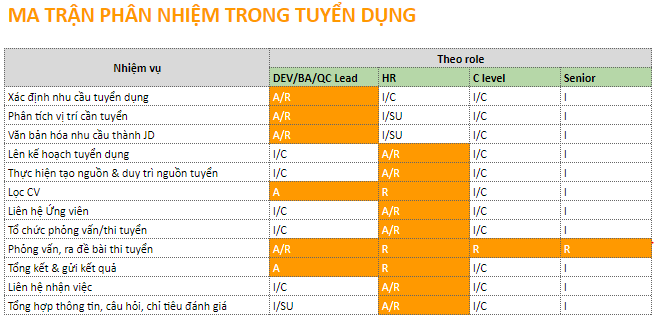 MA TRẬN PHÂN NHIỆM TRONG TUYỂN DỤNG
Nhiệm vụ Theo role
DEV/BA/QC Lead HR C level Senior
Xác định nhu cầu tuyển dụng A/R I/C I/C I
Phân tích vị trí cần tuyển A/R I/SU I/C I
Văn bản hóa nhu cầu thành JD A/R I/SU I/C I
Lên kế hoạch tuyển dụng I/C A/R I/C I
Thực hiện tạo nguồn & duy trì nguồn tuyển I/C A/R I/C I
Lọc CV A R I/C I
Liên hệ Ứng viên I/C A/R I/C I
Tổ chức phỏng vấn/thi tuyển I/C A/R I/C I
Phỏng vấn, ra đề bài thi tuyển A/R R R R
Tổng kết & gửi kết quả A R I/C I
Liên hệ nhận việc I/C A/R I/C I
Tổng hợp thông tin, câu hỏi, chỉ tiêu đánh giá I/SU A/R I/C I